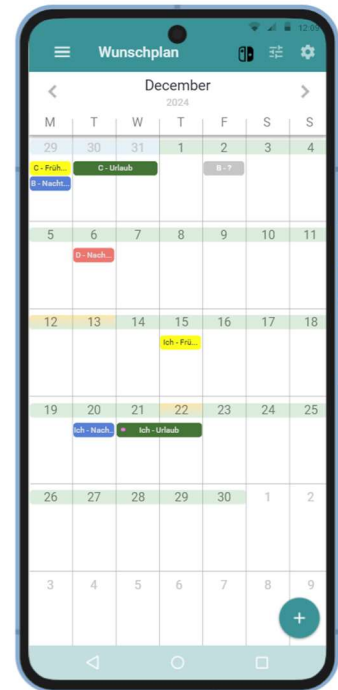 12:09
Wunschplan
December
2024
M T W T F S S
29 30 31 1 2 3 4
C - Früh... C - Urlaub B - ?
B - Nacht...
5 6 7 8 9 10 11
D - Nach...
12 13 14 15 16 17 18
Ich - Frü...
19 20 21 22 23 24 25
Ich - Nach... Ich - Urlaub
26 27 28 29 30 1 2
3 4 5 6 7 8 9
+